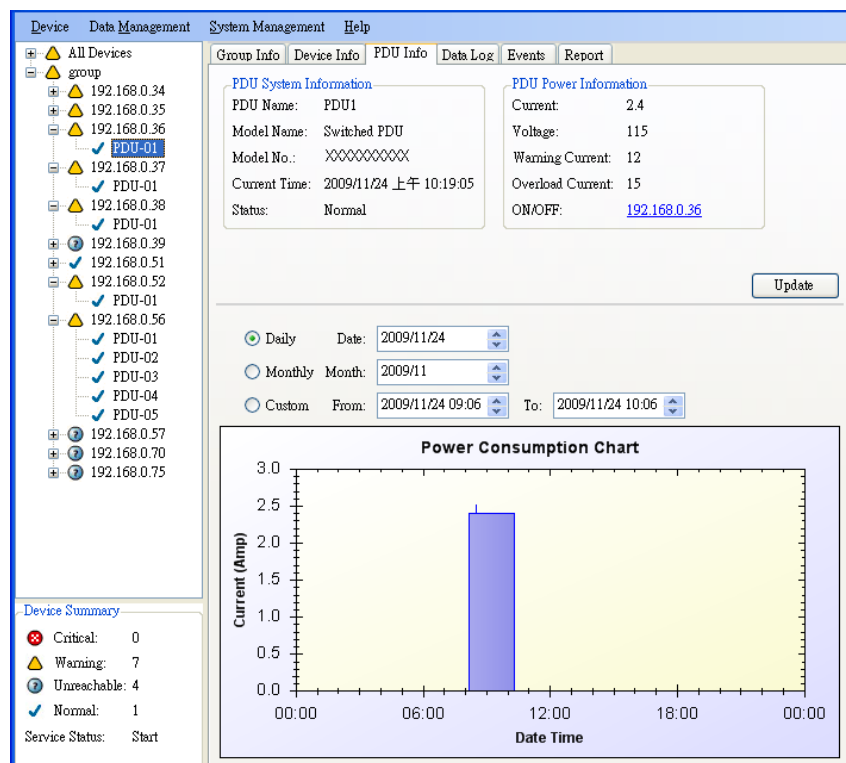 Device Data Management System Management Help
All Devices
group
192.168.0.34
192.168.0.35
192.168.0.36
PDU-01
192.168.0.37
PDU-01
192.168.0.38
PDU-01
192.168.0.39
192.168.0.51
192.168.0.52
PDU-01
192.168.0.56
PDU-01
PDU-02
PDU-03
PDU-04
PDU-05
192.168.0.57
192.168.0.70
192.168.0.75
Device Summary
Critical: 0
Warning: 7
Unreachable: 4
Normal: 1
Service Status: Start
Group Info Device Info PDU Info Data Log Events Report
PDU System Information
PDU Name: PDU1
Model Name: Switched PDU
Model No.: XXXXXXXXXX
Current Time: 2009/11/24 上午 10:19:05
Status: Normal
PDU Power Information
Current: 2.4
Voltage: 115
Warning Current: 12
Overload Current: 15
ON/OFF: 192.168.0.36
Update
Daily Date: 2009/11/24
Monthly Month: 2009/11
Custom From: 2009/11/24 09:06 To: 2009/11/24 10:06
Power Consumption Chart
Current (Amp)
3.0
2.5
2.0
1.5
1.0
0.5
0.0
00:00 06:00 12:00 18:00 00:00
Date Time